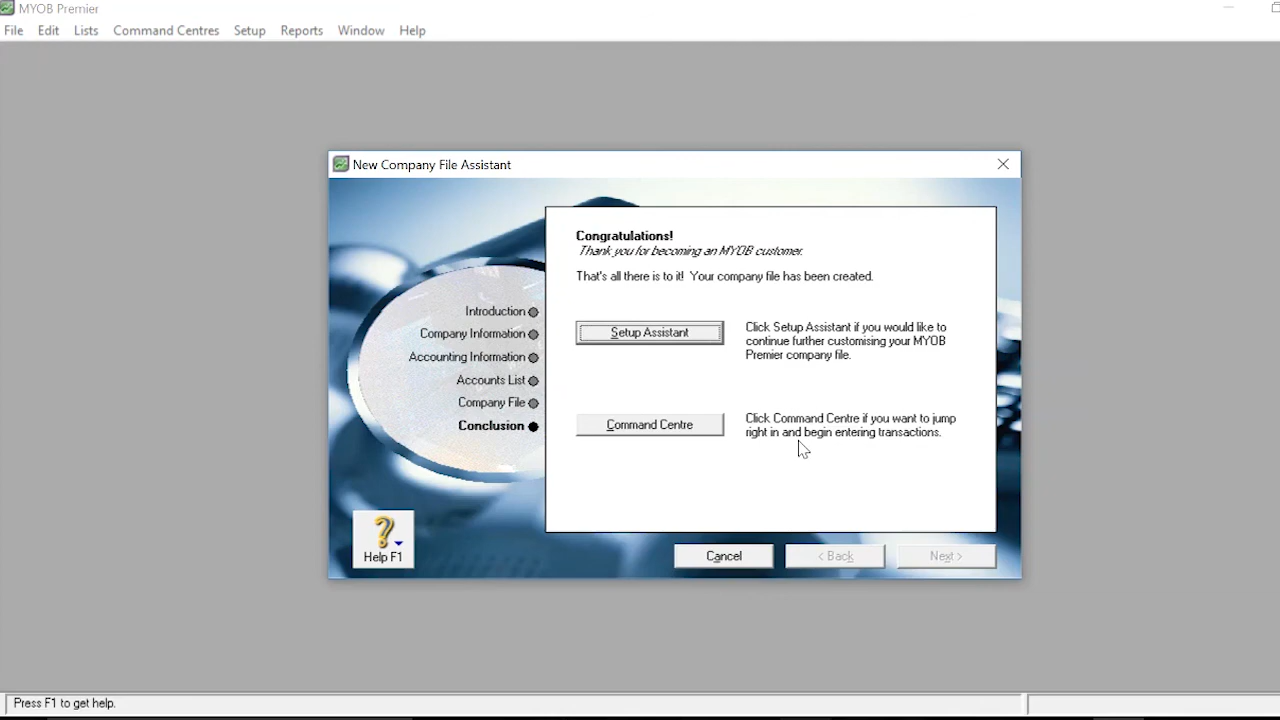 MYOB Premier
File Edit Lists Command Centres Setup Reports Window Help
New Company File Assistant
Introduction
Company Information
Accounting Information
Accounts List
Company File
Conclusion
Help F1
Congratulations!
Thank you for becoming an MYOB customer.
That's all there is to it! Your company file has been created.
Setup Assistant
Click Setup Assistant if you would like to
continue further customising your MYOB
Premier company file.
Command Centre
Click Command Centre if you want to jump
right in and begin entering transactions.
Cancel
< Back
Next >
Press F1 to get help.